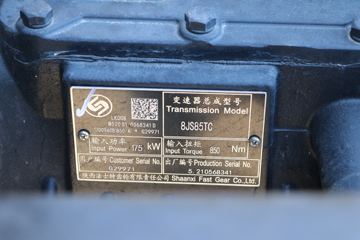 变速器总成型号
Transmission Model
8JS85TC
输入功率
Input Power 175 kW
输入扭矩
Input Torque 850 Nm
客户编号 Customer Serial No.
G29971
出厂编号 Production Serial No.
5.210568341
陕西法士特齿轮有限责任公司 Shaanxi Fast Gear Co.,Ltd.